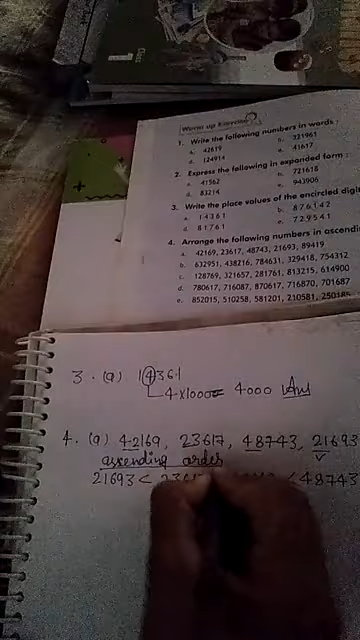 Class 1
Warm up Exercise
1. Write the following numbers in words :
a. 42619 b. 321961
d. 124914 e. 41617
2. Express the following in expanded form :
a. 41562 b. 721618
d. 83214 e. 943906
3. Write the place values of the encircled digi
a. 14361 b. 876142
d. 81761 e. 729541
4. Arrange the following numbers in ascendi
a. 42169, 23617, 48743, 21693, 89419
b. 632951, 438216, 784631, 329418, 754312
c. 128769, 321657, 281761, 813215, 614900
d. 780617, 716087, 870617, 716870, 701687
e. 852015, 510258, 581201, 210581, 250185
3. (a) 14361
4×1000= 4000 Ans
4. (a) 42169, 23617, 48743, 21693
ascending order
21693 < 23617 < 48743